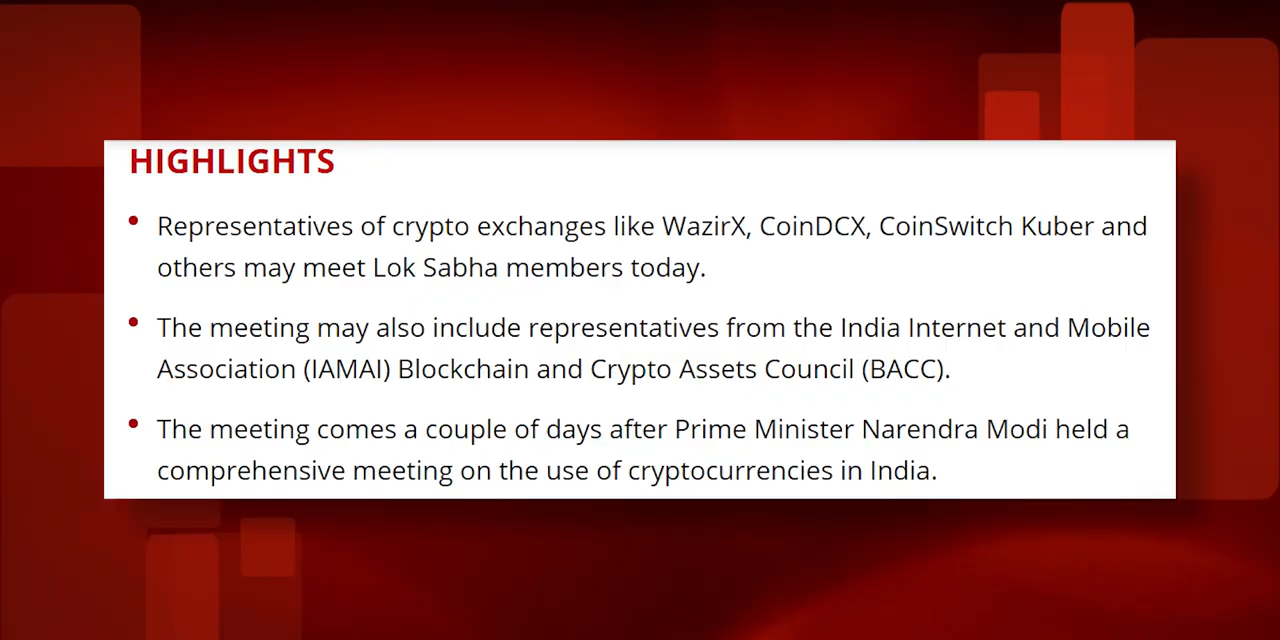 HIGHLIGHTS
Representatives of crypto exchanges like WazirX, CoinDCX, CoinSwitch Kuber and
others may meet Lok Sabha members today.
The meeting may also include representatives from the India Internet and Mobile
Association (IAMAI) Blockchain and Crypto Assets Council (BACC).
The meeting comes a couple of days after Prime Minister Narendra Modi held a
comprehensive meeting on the use of cryptocurrencies in India.